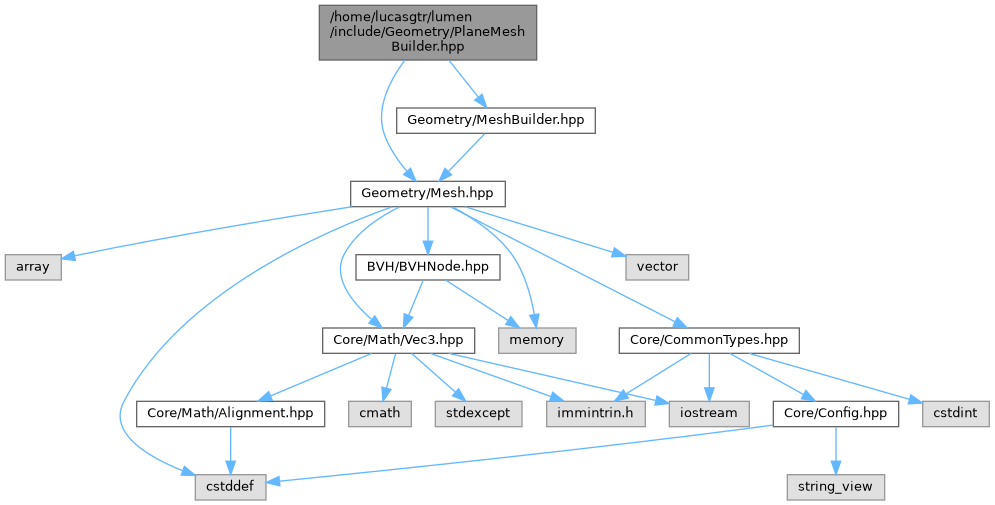 /home/lucasgtr/lumen
/include/Geometry/PlaneMesh
Builder.hpp
Geometry/MeshBuilder.hpp
Geometry/Mesh.hpp
array
BVH/BVHNode.hpp
vector
Core/Math/Vec3.hpp
memory
Core/CommonTypes.hpp
Core/Math/Alignment.hpp
cmath
stdexcept
immintrin.h
iostream
Core/Config.hpp
cstdint
cstddef
string_view